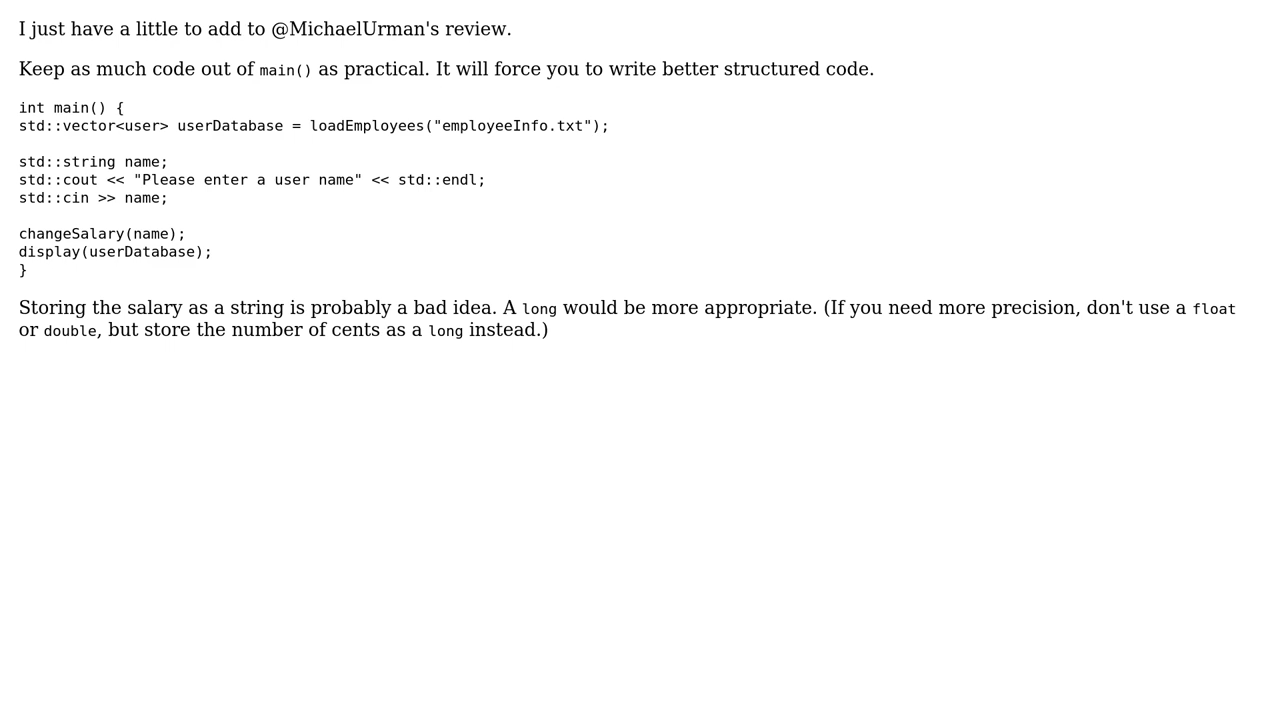 I just have a little to add to @MichaelUrman's review.
Keep as much code out of main() as practical. It will force you to write better structured code.
int main() {
std::vector<user> userDatabase = loadEmployees("employeeInfo.txt");
std::string name;
std::cout << "Please enter a user name" << std::endl;
std::cin >> name;
changeSalary(name);
display(userDatabase);
}
Storing the salary as a string is probably a bad idea. A long would be more appropriate. (If you need more precision, don't use a float
or double, but store the number of cents as a long instead.)